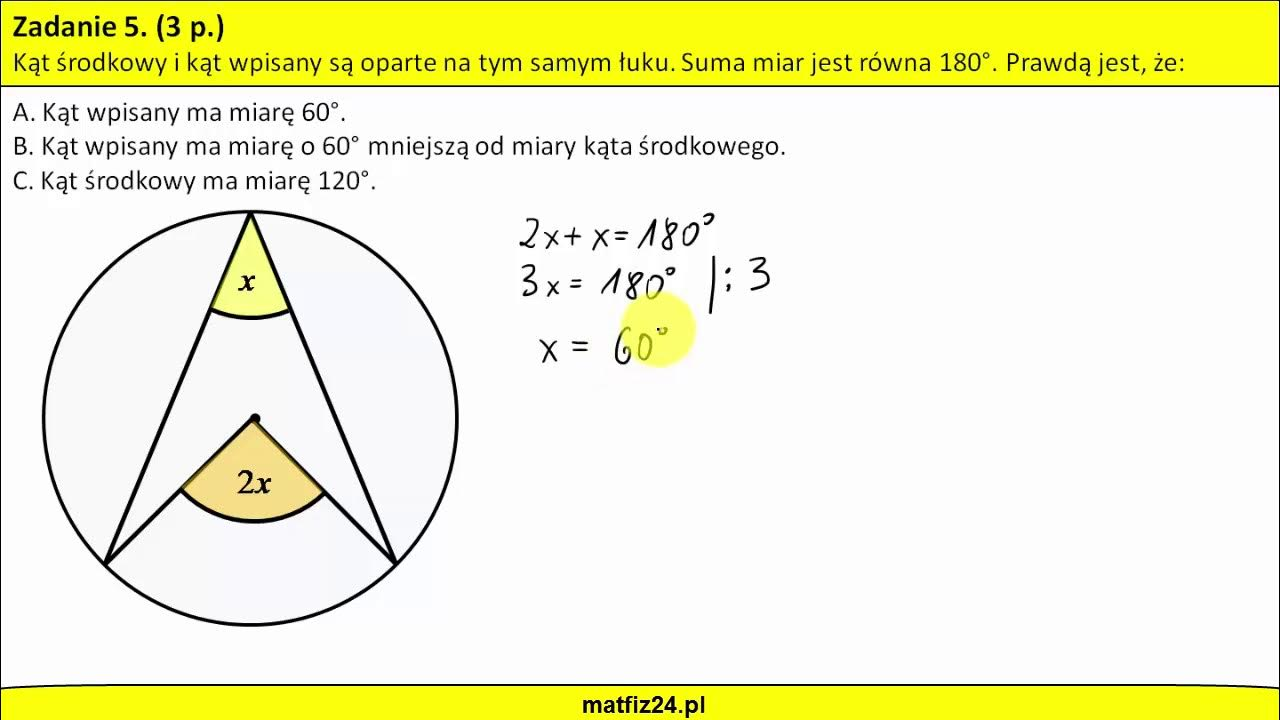 Zadanie 5. (3 p.)
Kąt środkowy i kąt wpisany są oparte na tym samym łuku. Suma miar jest równa 180°. Prawdą jest, że:
A. Kąt wpisany ma miarę 60°.
B. Kąt wpisany ma miarę o 60° mniejszą od miary kąta środkowego.
C. Kąt środkowy ma miarę 120°.
2x + x = 180°
3x = 180° |: 3
x = 60°
x
2x
matfiz24.pl